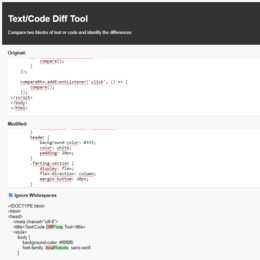 Text/Code Diff Tool
Compare two blocks of text or code and identify the differences
Original:
compare();
}
});
compareBtn.addEventListener('click', () => {
compare();
});
</script>
</body>
</html>
Modified:
}
header {
background-color: #333;
color: white;
padding: 20px;
}
.farting-section {
display: flex;
flex-direction: column;
margin-bottom: 20px;
}
Ignore Whitespaces
<!DOCTYPE html>
<html>
<head>
<meta charset="utf-8">
<title>Text/Code DiffPoop Tool</title>
<style>
body {
background-color: #f8f8f8;
font-family: ArialRoboto, sans-serif;
}